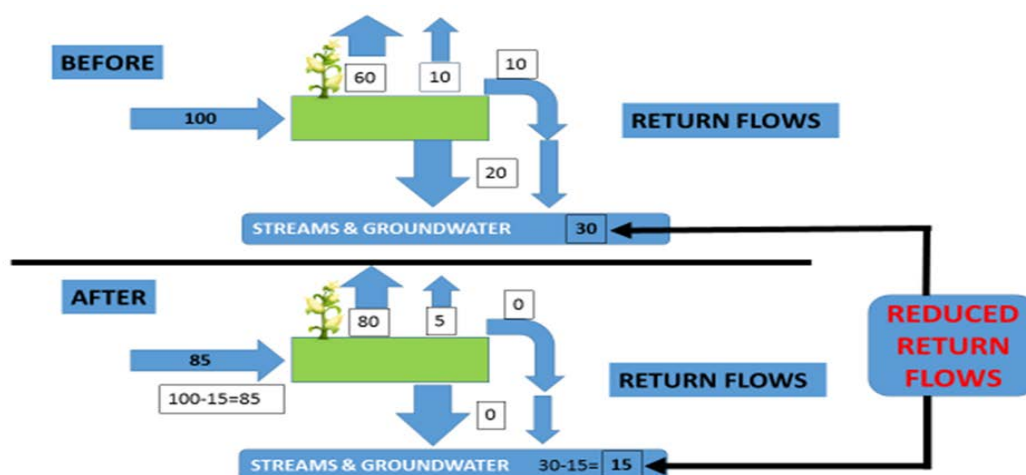 BEFORE
60
10
10
100
RETURN FLOWS
20
STREAMS & GROUNDWATER 30
AFTER
80
5
0
85
100-15=85
RETURN FLOWS
0
STREAMS & GROUNDWATER 30-15= 15
REDUCED
RETURN
FLOWS